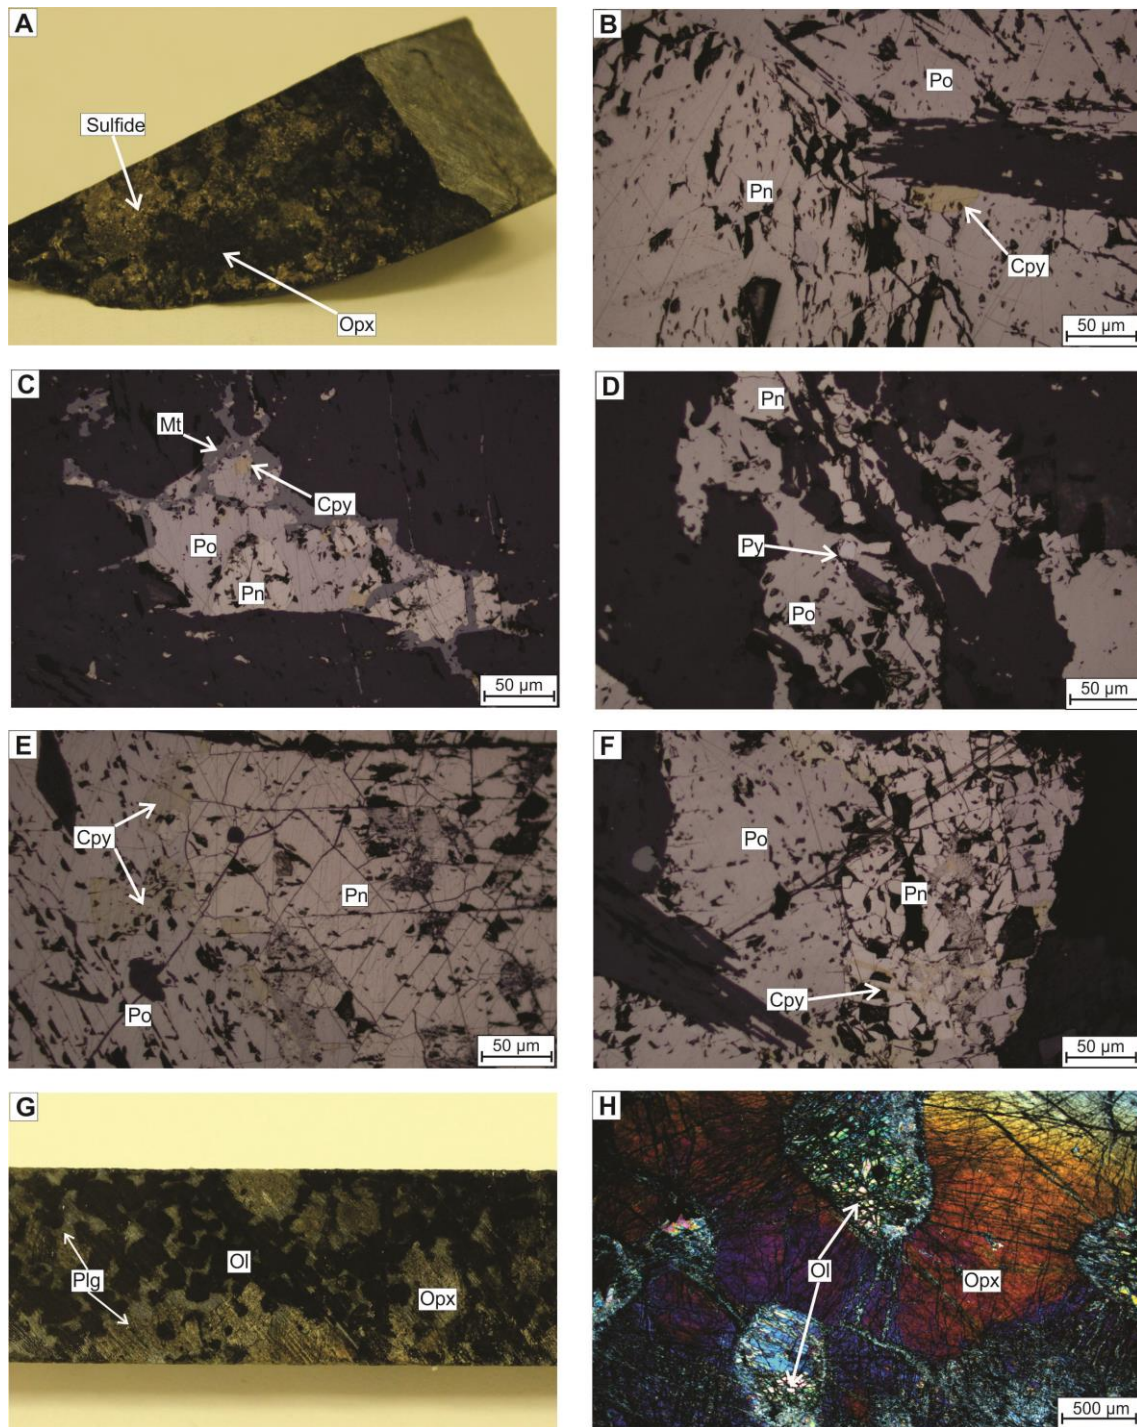 A
Sulfide
Opx
B
Po
Pn
Cpy
50 µm
C
Mt
Cpy
Po
Pn
50 µm
D
Pn
Py
Po
50 µm
E
Cpy
Pn
Po
50 µm
F
Po
Pn
Cpy
50 µm
G
Ol
Plg
Opx
H
Ol
Opx
500 µm